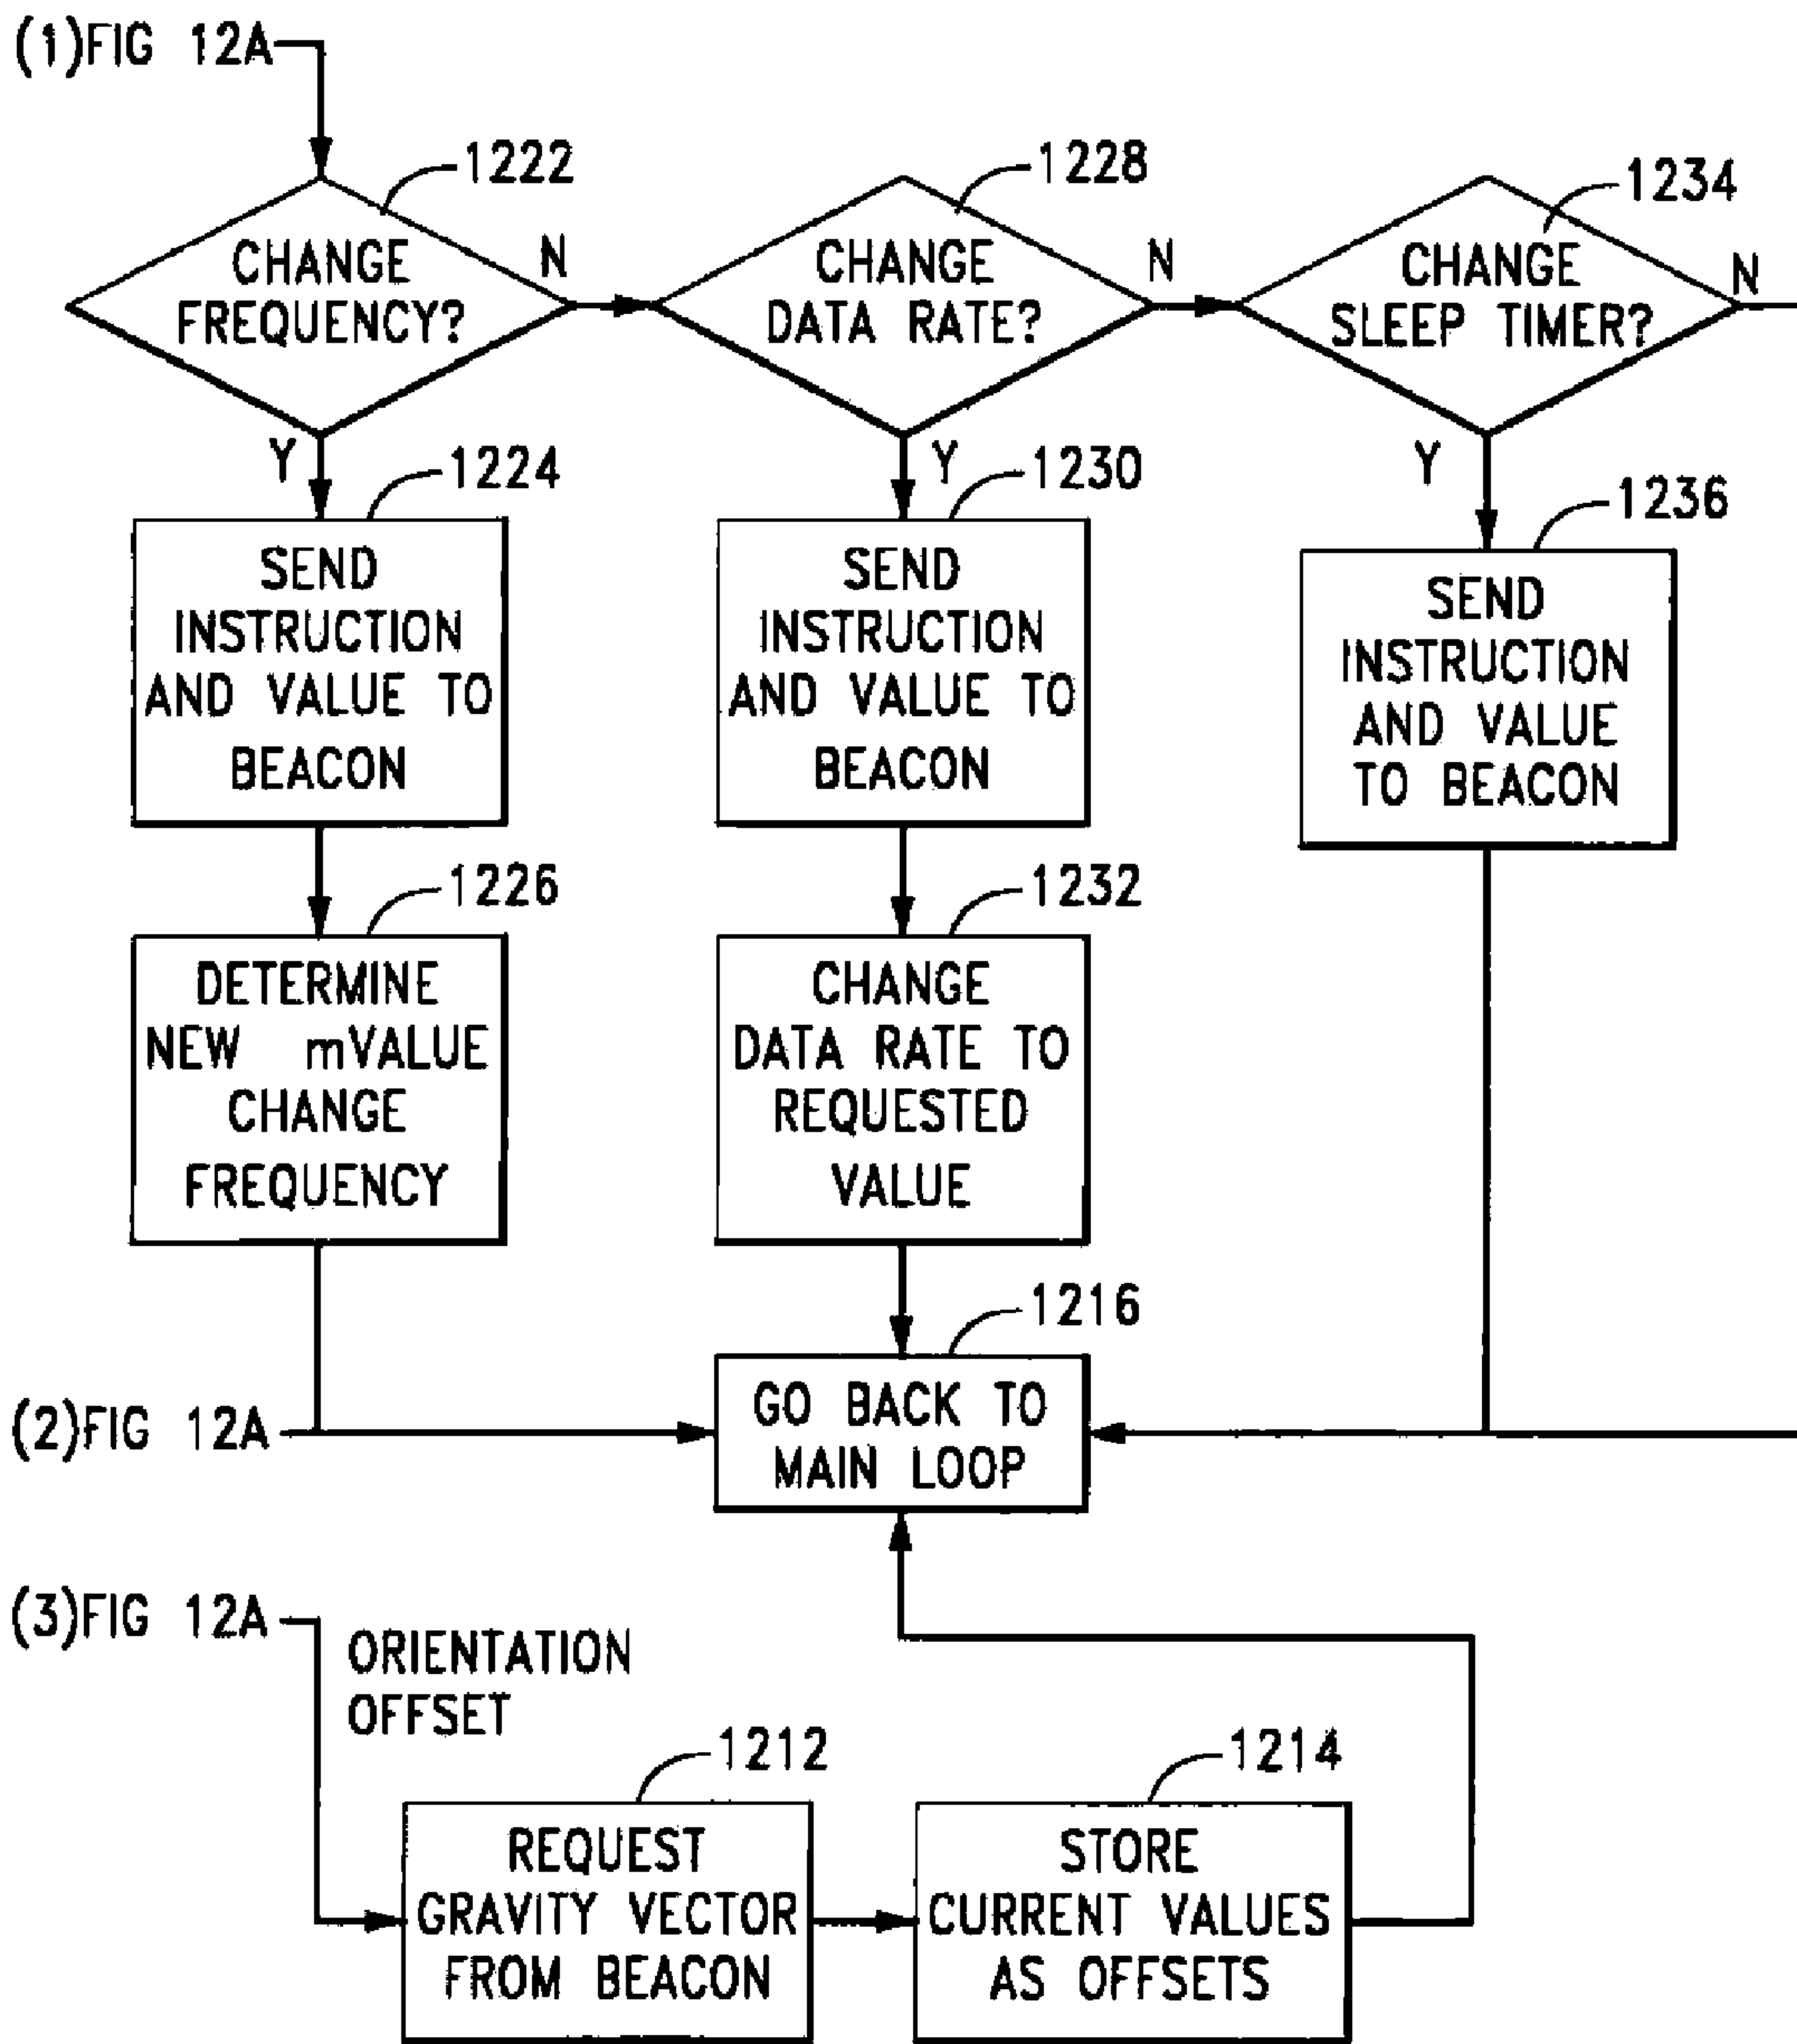 (1)FIG 12A
1222
CHANGE
FREQUENCY?
N
Y
1228
CHANGE
DATA RATE?
N
Y
1234
CHANGE
SLEEP TIMER?
N
Y
1224
SEND
INSTRUCTION
AND VALUE TO
BEACON
1230
SEND
INSTRUCTION
AND VALUE TO
BEACON
1236
SEND
INSTRUCTION
AND VALUE
TO BEACON
1226
DETERMINE
NEW mVALUE
CHANGE
FREQUENCY
1232
CHANGE
DATA RATE TO
REQUESTED
VALUE
1216
GO BACK TO
MAIN LOOP
(2)FIG 12A
(3)FIG 12A
ORIENTATION
OFFSET
1212
REQUEST
GRAVITY VECTOR
FROM BEACON
1214
STORE
CURRENT VALUES
AS OFFSETS